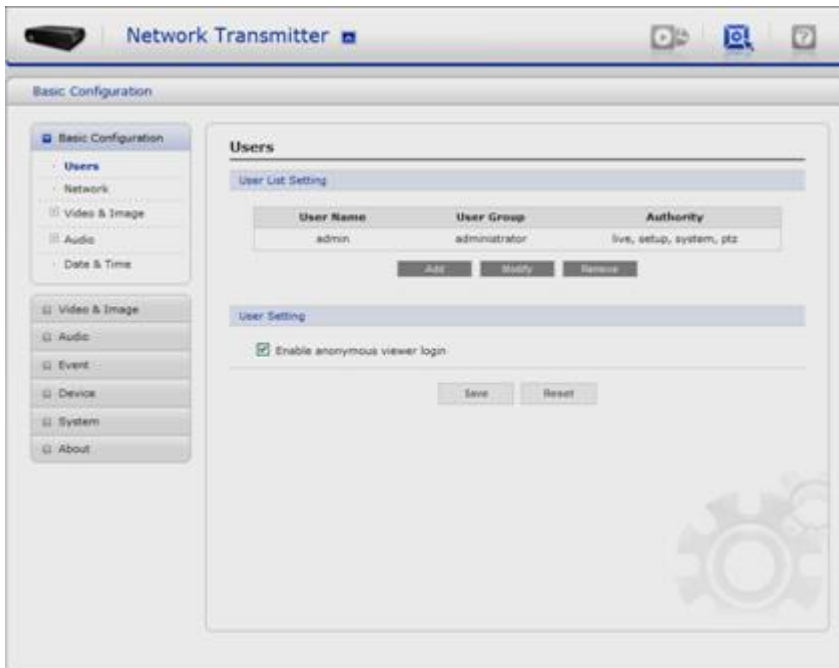 Network Transmitter
Basic Configuration
Basic Configuration
Users
Network
Video & Image
Audio
Date & Time
Video & Image
Audio
Event
Device
System
About
Users
User List Setting
User Name User Group Authority
admin administrator live, setup, system, ptz
Add Modify Remove
User Setting
Enable anonymous viewer login
Save Reset